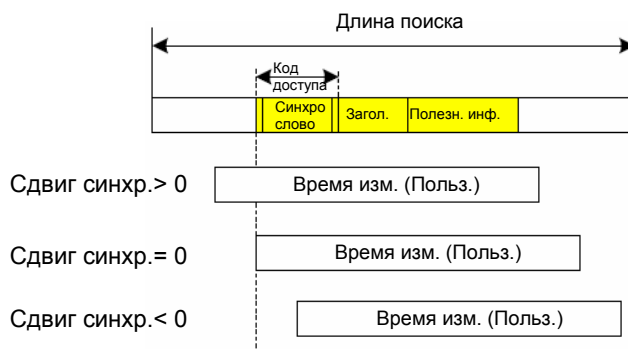 Длина поиска
Код
доступа
Синхро
слово
Загол.
Полезн. инф.
Сдвиг синхр.> 0
Время изм. (Польз.)
Сдвиг синхр.= 0
Время изм. (Польз.)
Сдвиг синхр.< 0
Время изм. (Польз.)